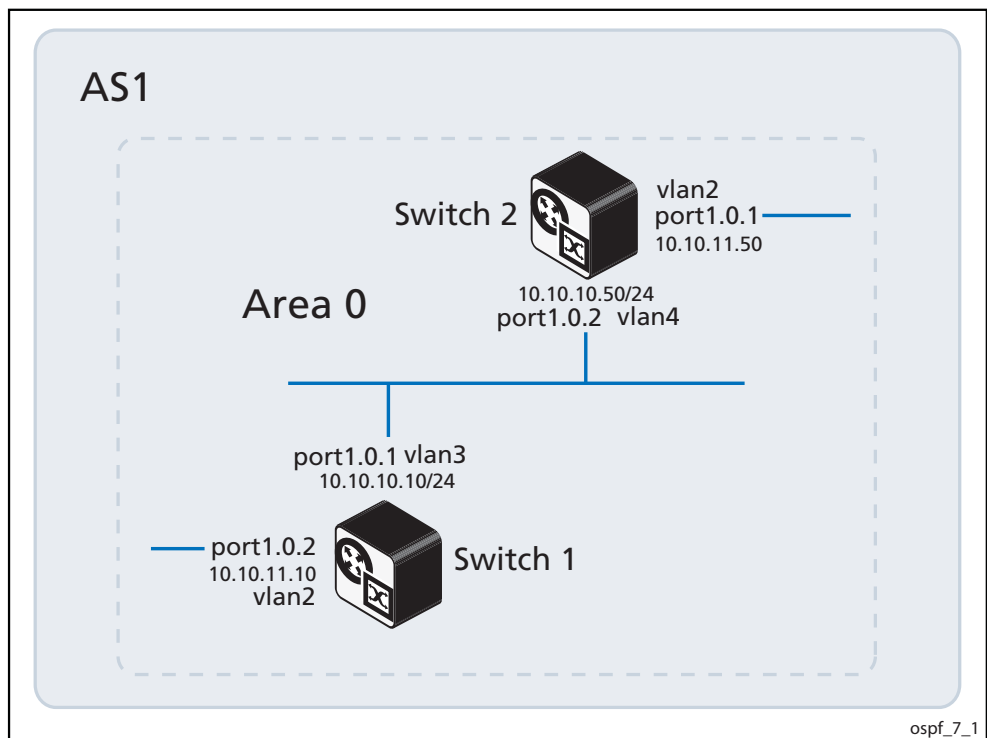 AS1
Switch 2
vlan2
port1.0.1
10.10.11.50
Area 0
10.10.10.50/24
port1.0.2 vlan4
port1.0.1 vlan3
10.10.10.10/24
port1.0.2
10.10.11.10
vlan2
Switch 1
ospf_7_1